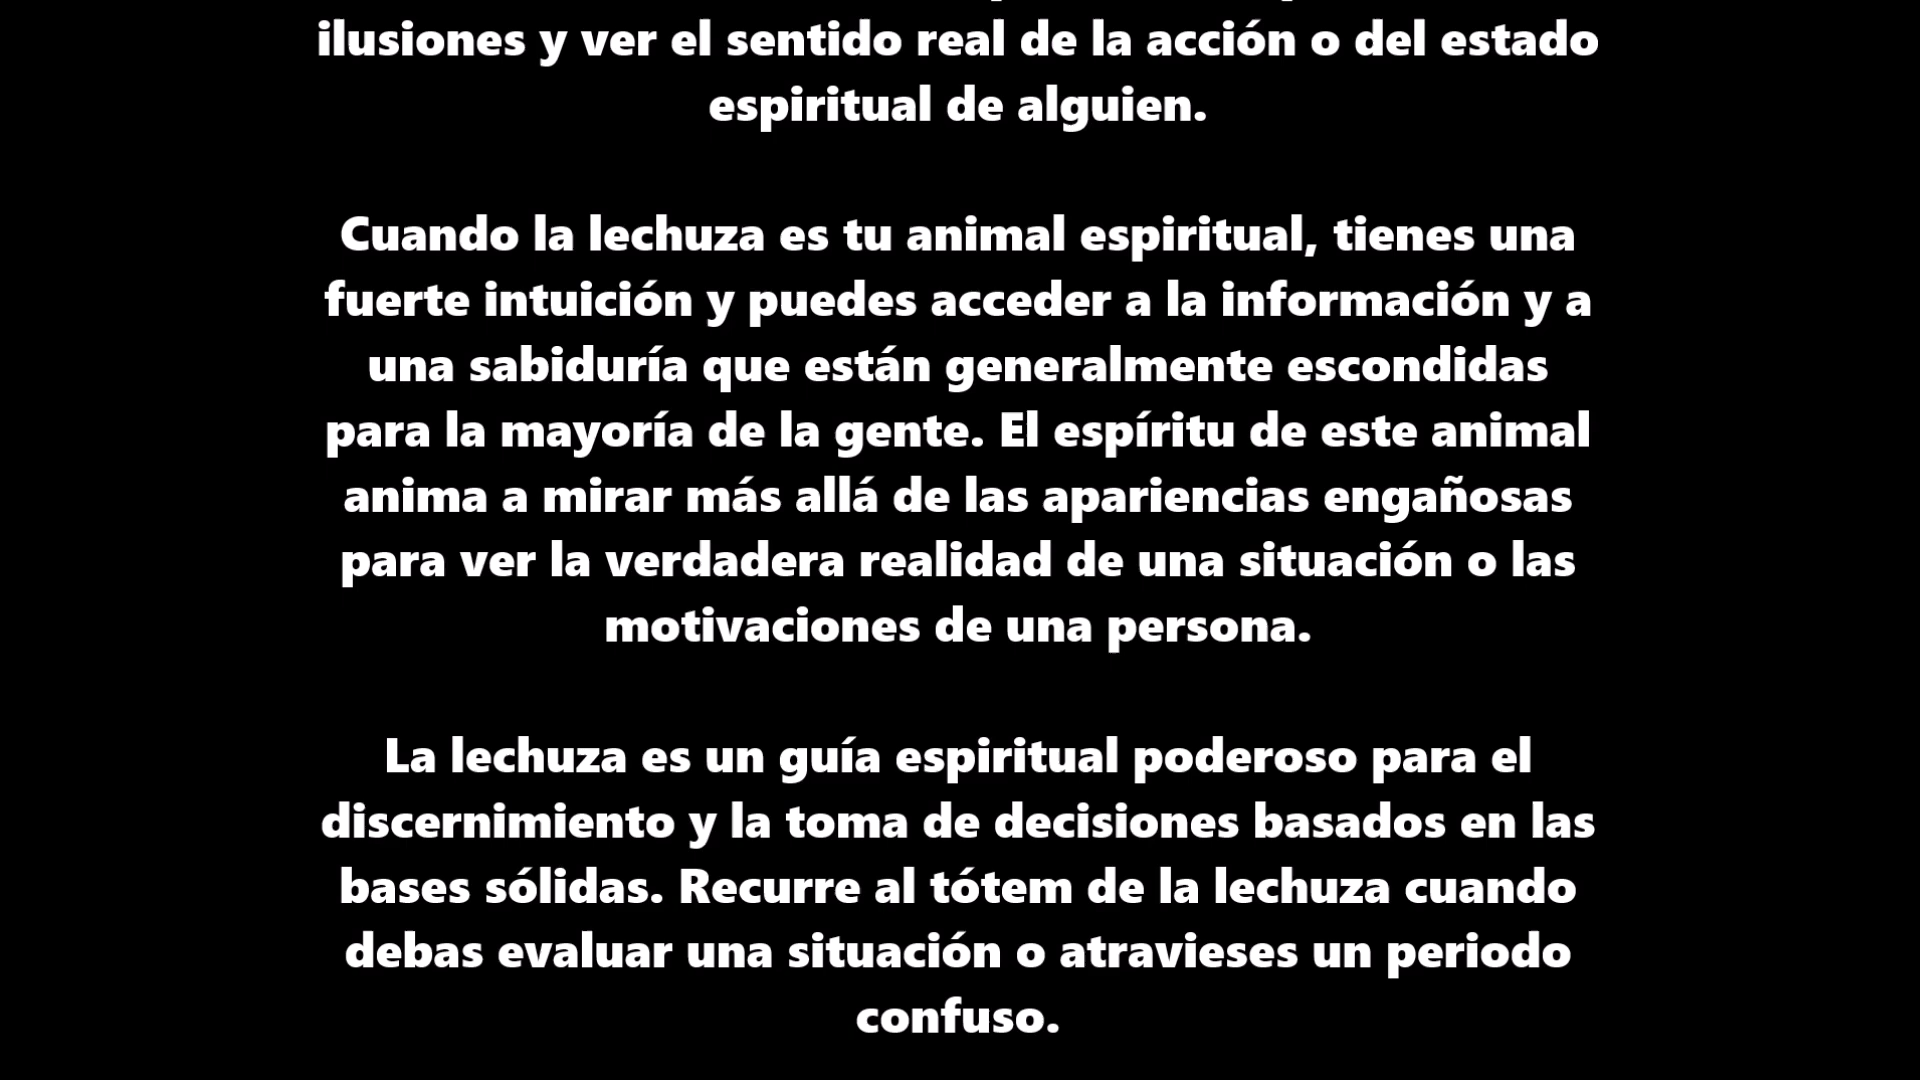 ilusiones y ver el sentido real de la acción o del estado
espiritual de alguien.
Cuando la lechuza es tu animal espiritual, tienes una
fuerte intuición y puedes acceder a la información y a
una sabiduría que están generalmente escondidas
para la mayoría de la gente. El espíritu de este animal
anima a mirar más allá de las apariencias engañosas
para ver la verdadera realidad de una situación o las
motivaciones de una persona.
La lechuza es un guía espiritual poderoso para el
discernimiento y la toma de decisiones basados en las
bases sólidas. Recurre al tótem de la lechuza cuando
debas evaluar una situación o atravieses un periodo
confuso.